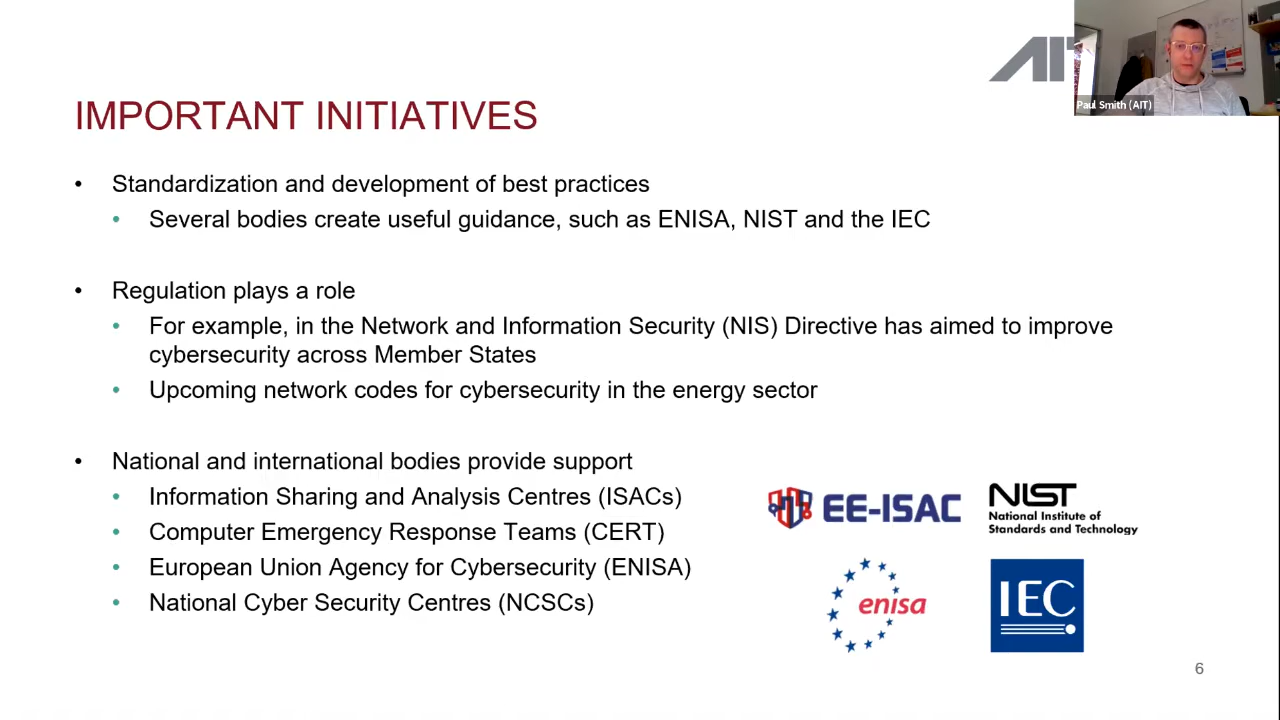 AIT
Paul Smith (AIT)
IMPORTANT INITIATIVES
• Standardization and development of best practices
• Several bodies create useful guidance, such as ENISA, NIST and the IEC
• Regulation plays a role
• For example, in the Network and Information Security (NIS) Directive has aimed to improve
cybersecurity across Member States
• Upcoming network codes for cybersecurity in the energy sector
• National and international bodies provide support
• Information Sharing and Analysis Centres (ISACs)
• Computer Emergency Response Teams (CERT)
• European Union Agency for Cybersecurity (ENISA)
• National Cyber Security Centres (NCSCs)
EE-ISAC
NIST
National Institute of
Standards and Technology
enisa
IEC
6